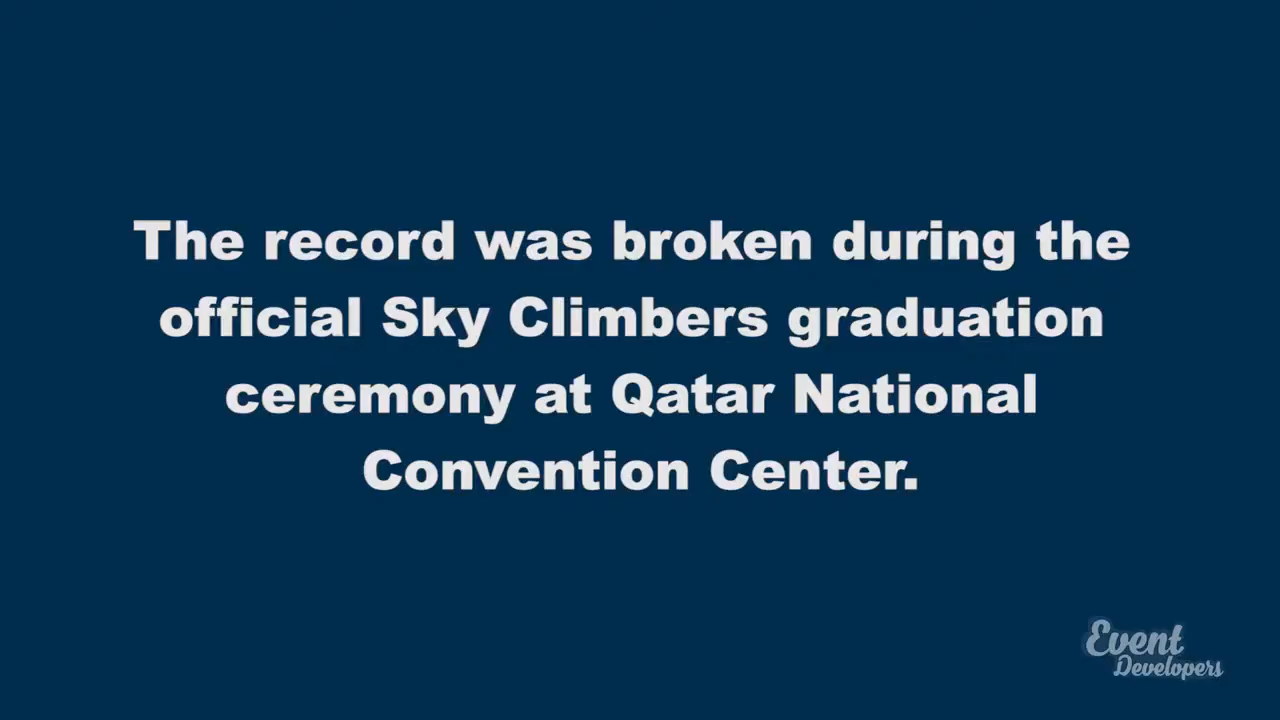 The record was broken during the
official Sky Climbers graduation
ceremony at Qatar National
Convention Center.
Event
Developers